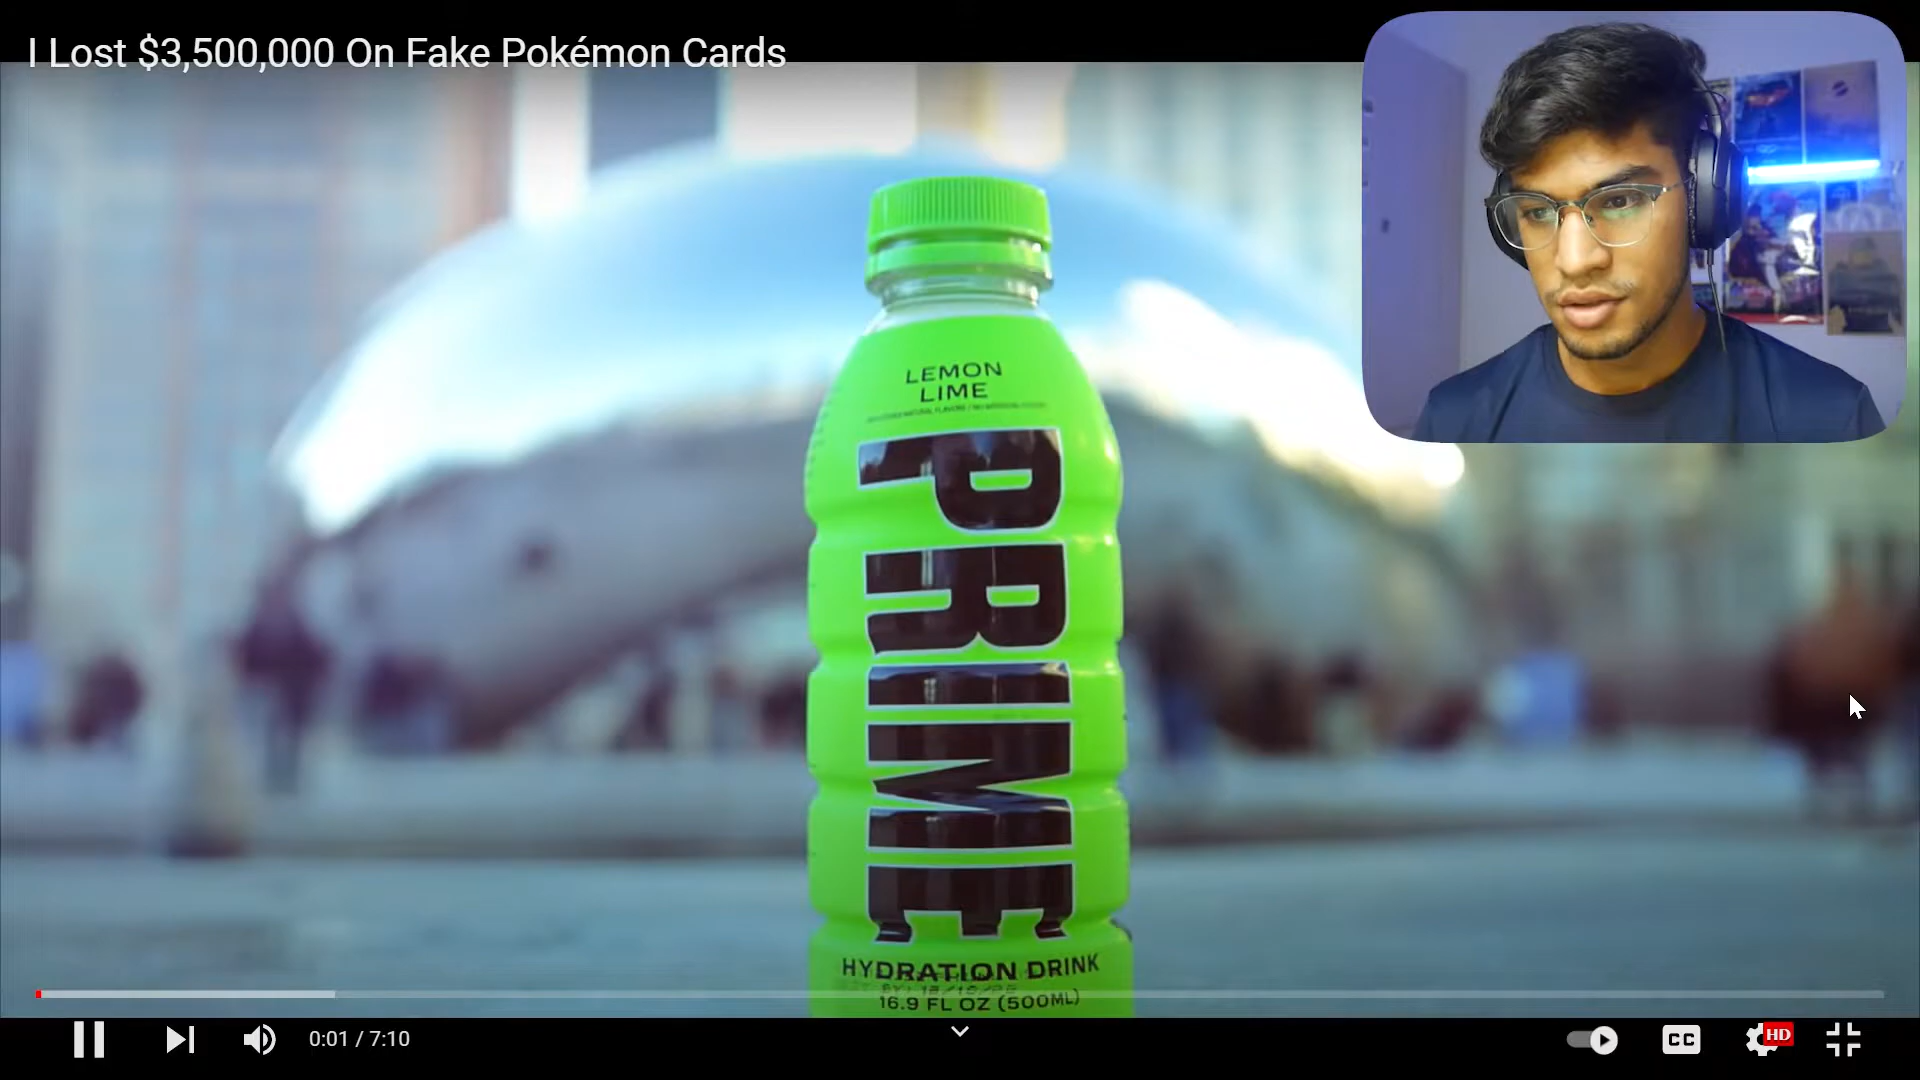 I Lost $3,500,000 On Fake Pokémon Cards
LEMON
LIME
PRIME
HYDRATION DRINK
16.9 FL OZ (500ML)
0:01 / 7:10
CC
HD